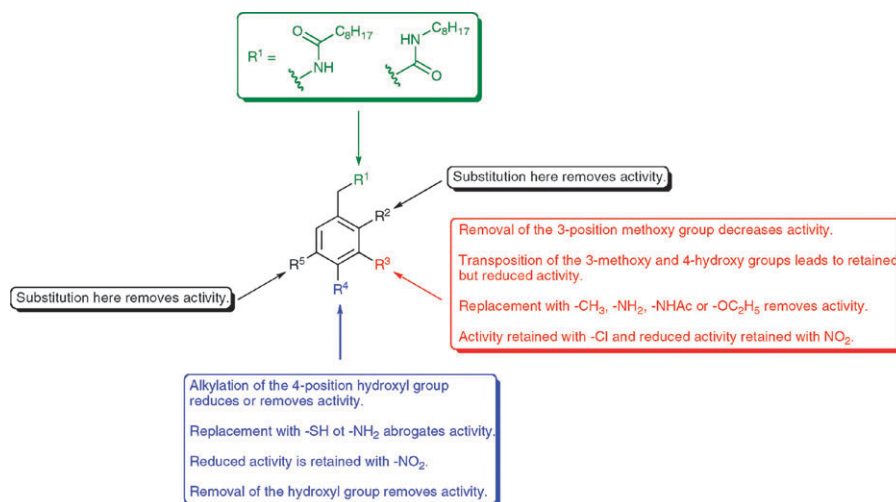 O
C₈H₁₇
HN
C₈H₁₇
R¹ =
NH
O
R¹
Substitution here removes activity.
R²
R⁵
R³
R⁴
Removal of the 3-position methoxy group decreases activity.
Transposition of the 3-methoxy and 4-hydroxy groups leads to retained
but reduced activity.
Replacement with -CH₃, -NH₂, -NHAc or -OC₂H₅ removes activity.
Activity retained with -Cl and reduced activity retained with NO₂.
Substitution here removes activity.
Alkylation of the 4-position hydroxyl group
reduces or removes activity.
Replacement with -SH ot -NH₂ abrogates activity.
Reduced activity is retained with -NO₂.
Removal of the hydroxyl group removes activity.